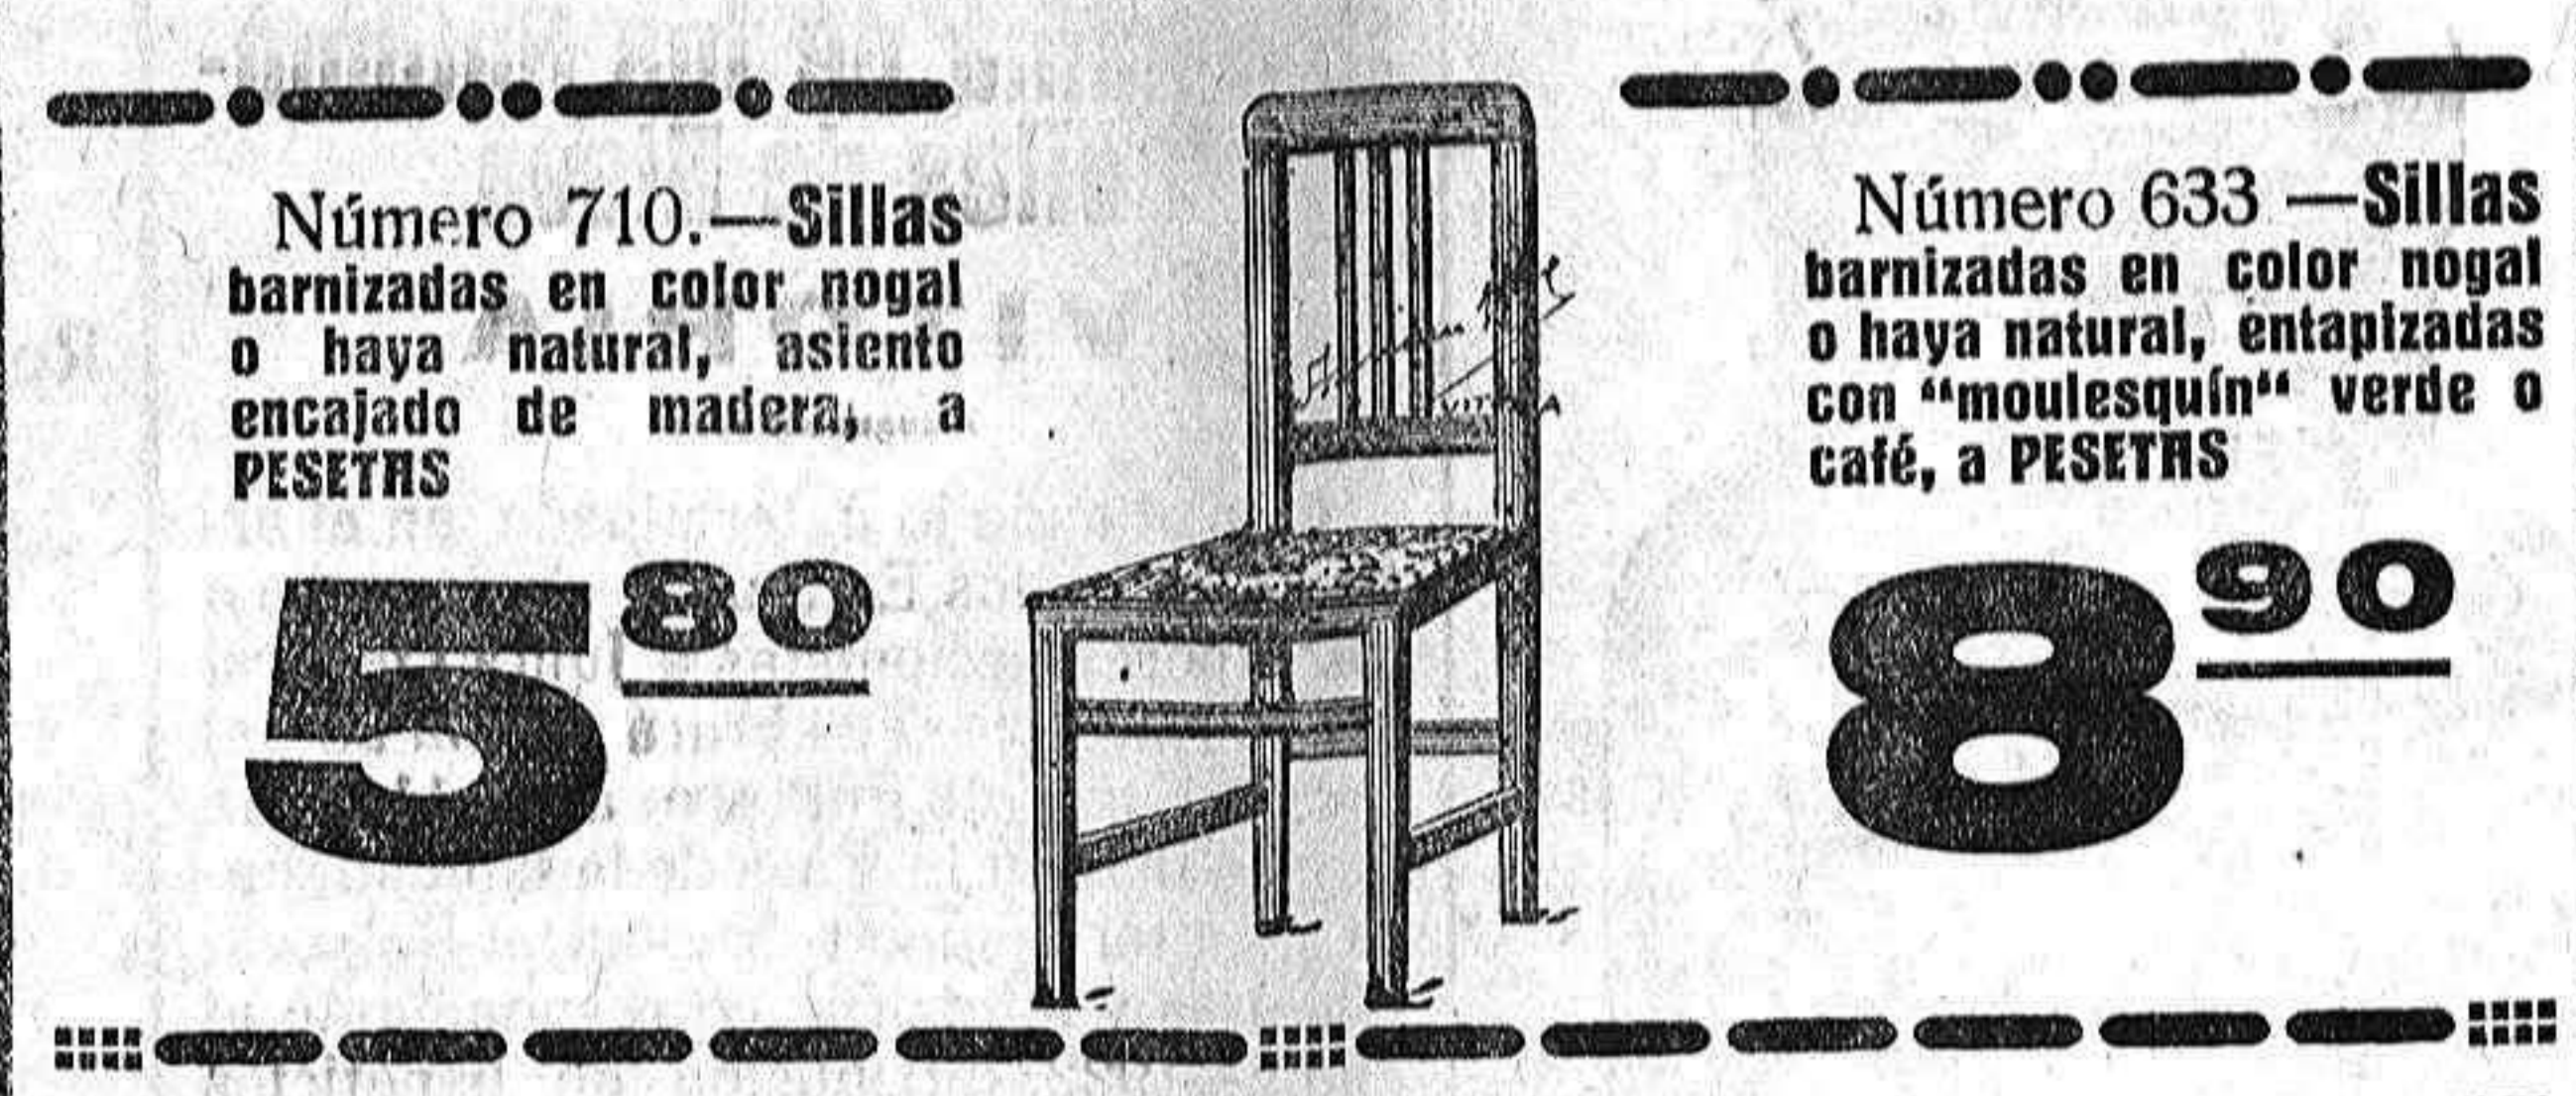 Número 710.—Sillas
barnizadas en color nogal
o haya natural, asiento
encajado de madera, a
PESETAS
5 80
Número 633 —Sillas
barnizadas en color nogal
o haya natural, entapizadas
con “moulesquín“ verde o
café, a PESETAS
8 90